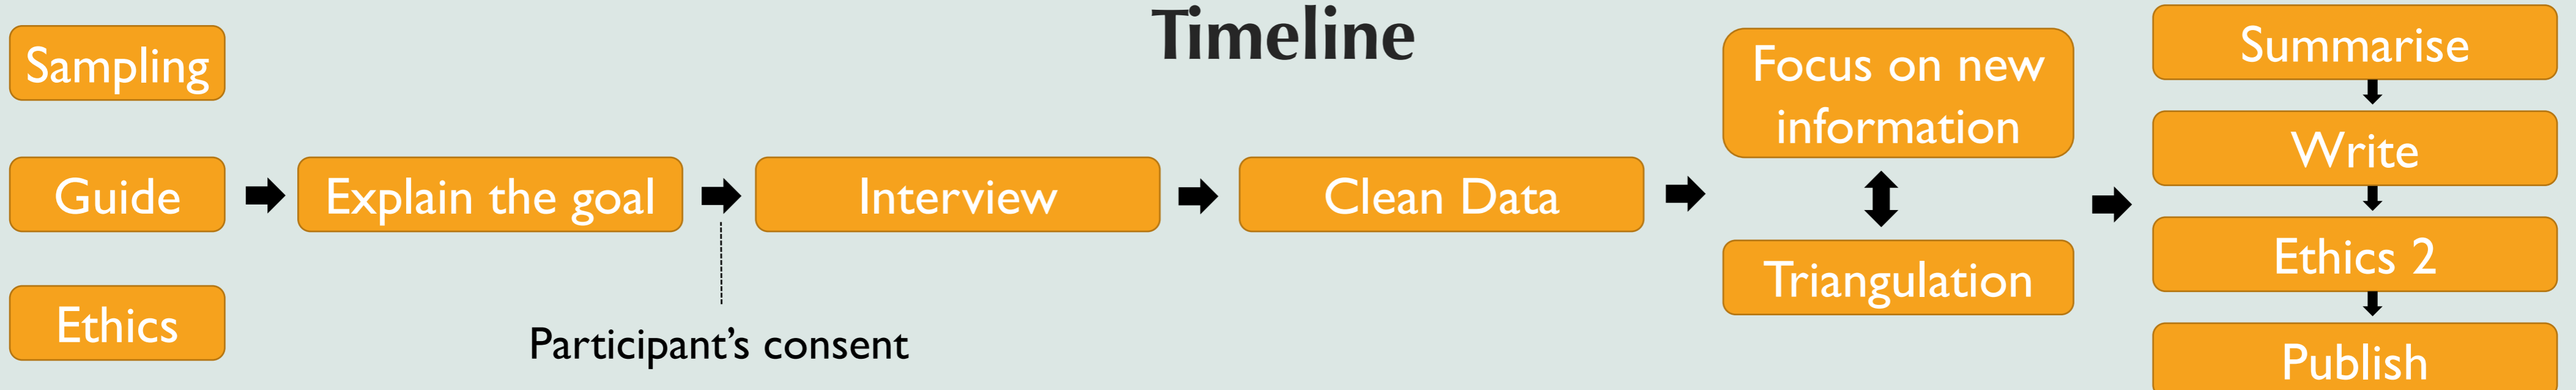 Timeline
Sampling
Guide
Ethics
Explain the goal
Participant’s consent
Interview
Clean Data
Focus on new
information
Triangulation
Summarise
Write
Ethics 2
Publish